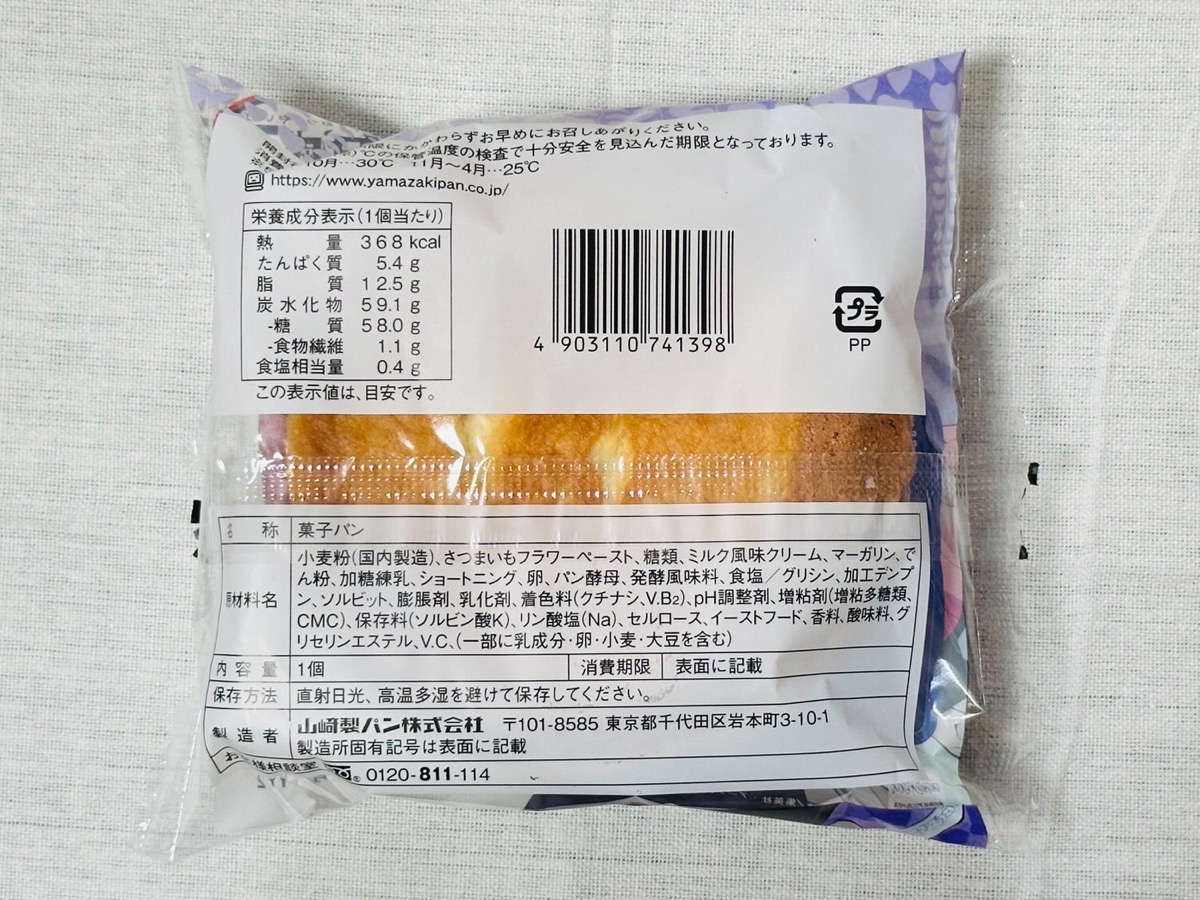 わらずお早めにお召しあがりください。
℃の保管温度の検査で十分安全を見込んだ期限となっております。
10月…30℃ 11月～4月…25℃
https://www.yamazakipan.co.jp/
栄養成分表示(1個当たり)
熱量 368 kcal
たんぱく質 5.4 g
脂質 12.5 g
炭水化物 59.1 g
-糖質 58.0 g
-食物繊維 1.1 g
食塩相当量 0.4 g
この表示値は、目安です。
4 903110 741398
プラ
PP
称 菓子パン
材料名 小麦粉(国内製造)、さつまいもフラワーペースト、糖類、ミルク風味クリーム、マーガリン、で
ん粉、加糖練乳、ショートニング、卵、パン酵母、発酵風味料、食塩／グリシン、加工デンプ
ン、ソルビット、膨脹剤、乳化剤、着色料(クチナシ、V.B2)、pH調整剤、増粘剤(増粘多糖類、
CMC)、保存料(ソルビン酸K)、リン酸塩(Na)、セルロース、イーストフード、香料、酸味料、グ
リセリンエステル、V.C、(一部に乳成分・卵・小麦・大豆を含む)
内容量 1個 消費期限 表面に記載
保存方法 直射日光、高温多湿を避けて保存してください。
製造者 山崎製パン株式会社 〒101-8585 東京都千代田区岩本町3-10-1
製造所固有記号は表面に記載
お客様相談室 0120-811-114